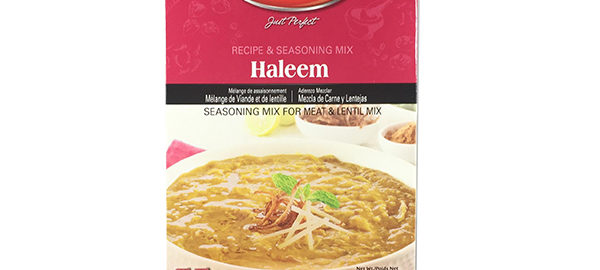 Just Perfect
RECIPE & SEASONING MIX
Haleem
Mélange de assaisonnement
Mélange de Viande et de lentille
Aderezo Mezclar
Mezcla de Carne y Lentejas
SEASONING MIX FOR MEAT & LENTIL MIX
Net Wt./Poids Net